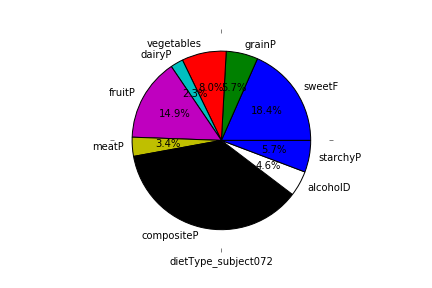 vegetables
grainP
dairyP
sweetF
8.0%
5.7%
2.3%
fruitP
18.4%
14.9%
meatP
3.4%
5.7%
starchyP
4.6%
alcoholD
compositeP
dietType_subject072